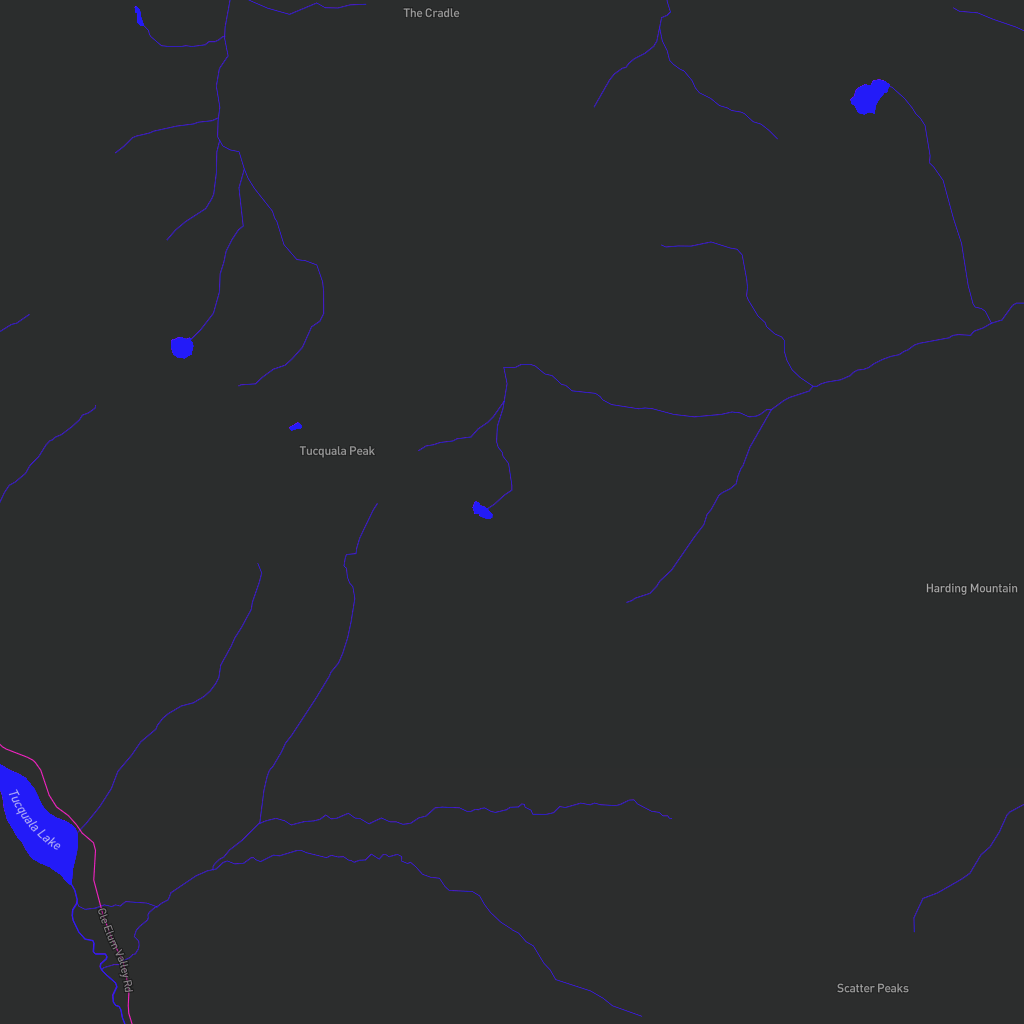 The Cradle
Tucquala Peak
Harding Mountain
Tucquala Lake
Cle Elum Valley Rd
Scatter Peaks